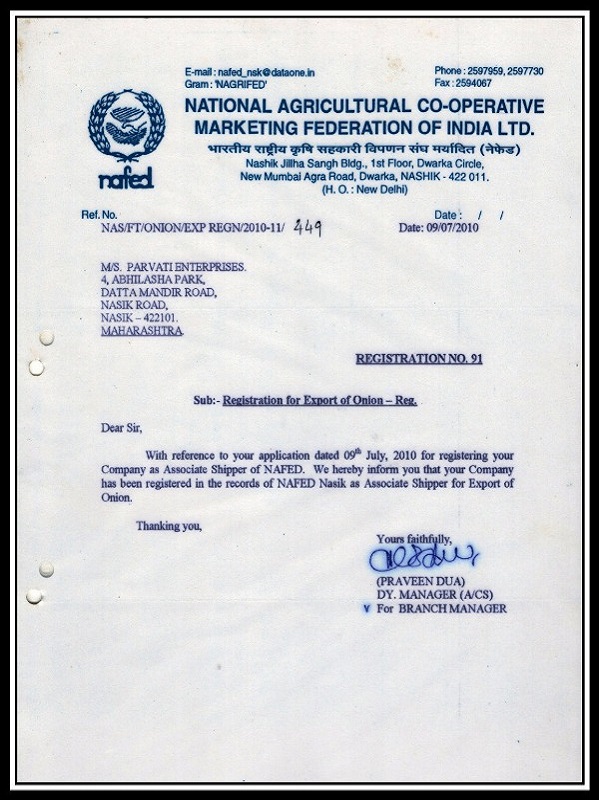 E-mail : nafed_nsk@dataone.in
Gram : 'NAGRIFED'
Phone : 2597959, 2597730
Fax : 2594067
NATIONAL AGRICULTURAL CO-OPERATIVE
MARKETING FEDERATION OF INDIA LTD.
भारतीय राष्ट्रीय कृषि सहकारी विपणन संघ मर्यादित (नेफेड)
Nashik Jillha Sangh Bldg., 1st Floor, Dwarka Circle,
New Mumbai Agra Road, Dwarka, NASHIK - 422 011.
(H. O. : New Delhi)
nafed
Ref. No.
Date : / /
NAS/FT/ONION/EXP REGN/2010-11/ 449
Date: 09/07/2010
M/S. PARVATI ENTERPRISES.
4, ABHILASHA PARK,
DATTA MANDIR ROAD,
NASIK ROAD,
NASIK – 422101.
MAHARASHTRA.
REGISTRATION NO. 91
Sub:- Registration for Export of Onion – Reg.
Dear Sir,
With reference to your application dated 09th July, 2010 for registering your
Company as Associate Shipper of NAFED. We hereby inform you that your Company
has been registered in the records of NAFED Nasik as Associate Shipper for Export of
Onion.
Thanking you,
Yours faithfully,
(PRAVEEN DUA)
DY. MANAGER (A/CS)
For BRANCH MANAGER